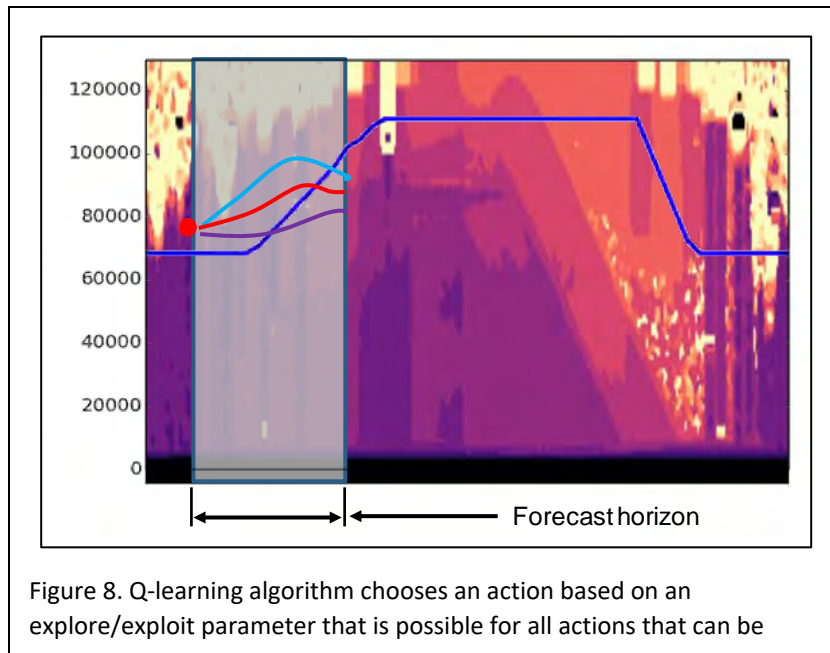 120000
100000
80000
60000
40000
20000
0
Forecast horizon
Figure 8. Q-learning algorithm chooses an action based on an
explore/exploit parameter that is possible for all actions that can be